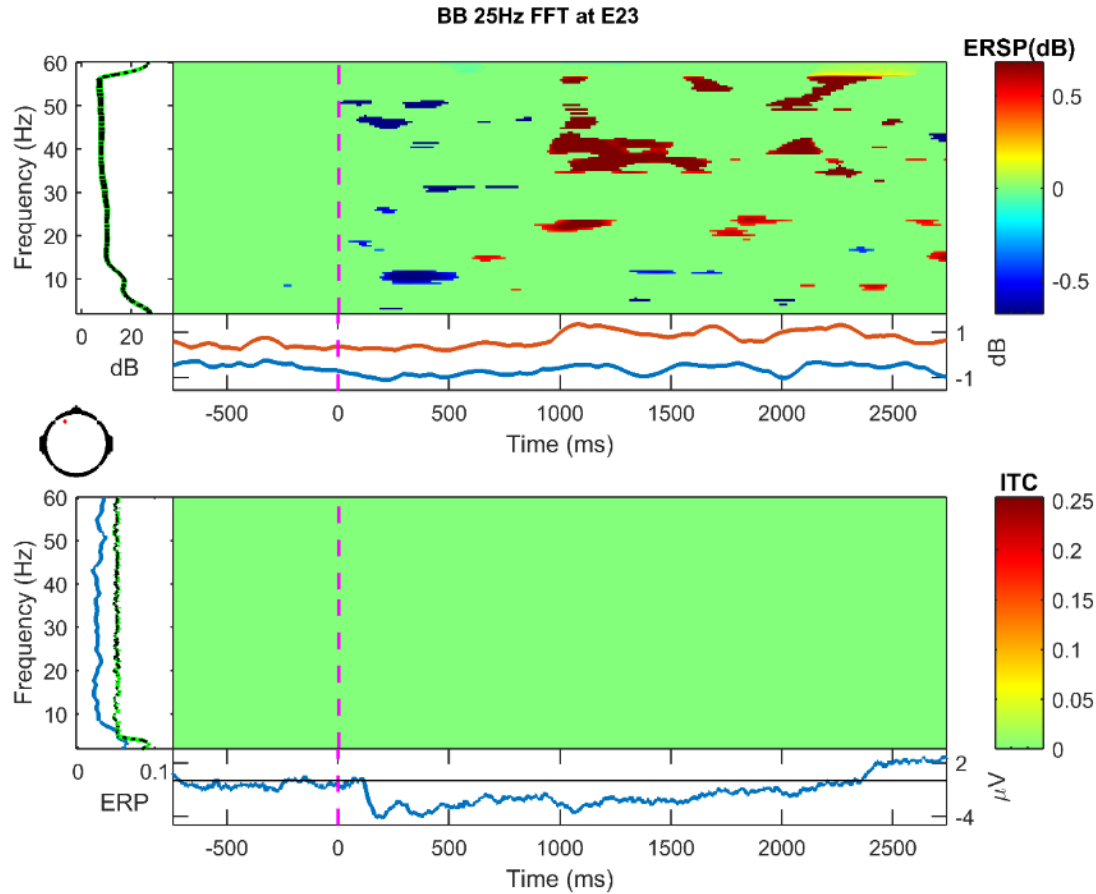 BB 25Hz FFT at E23
ERSP(dB)
60
50
40
30
20
10
Frequency (Hz)
0.5
0
-0.5
0 20
dB
1
-1
dB
-500 0 500 1000 1500 2000 2500
Time (ms)
ITC
60
50
40
30
20
10
Frequency (Hz)
0.25
0.2
0.15
0.1
0.05
0
0 0.1
ERP
2
-4
μV
-500 0 500 1000 1500 2000 2500
Time (ms)